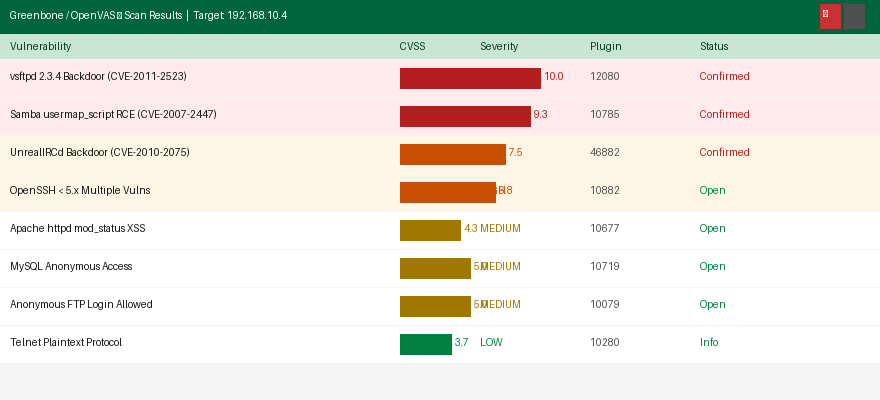 Greenbone / OpenVAS Scan Results | Target: 192.168.10.4
Vulnerability CVSS Severity Plugin Status
vsftpd 2.3.4 Backdoor (CVE-2011-2523) 10.0 12080 Confirmed
Samba usermap_script RCE (CVE-2007-2447) 9.3 10785 Confirmed
UnrealIRCd Backdoor (CVE-2010-2075) 7.5 46882 Confirmed
OpenSSH < 5.x Multiple Vulns 10882 Open
Apache httpd mod_status XSS 4.3 MEDIUM 10677 Open
MySQL Anonymous Access 5.0 MEDIUM 10719 Open
Anonymous FTP Login Allowed 5.0 MEDIUM 10079 Open
Telnet Plaintext Protocol 3.7 LOW 10280 Info